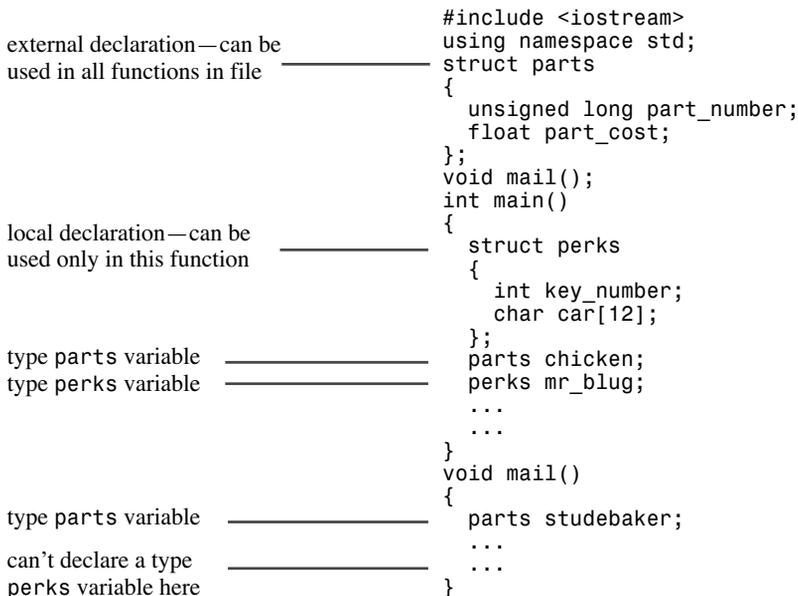 #include <iostream>
external declaration—can be
using namespace std;
used in all functions in file
struct parts
{
unsigned long part_number;
float part_cost;
};
void mail();
int main()
local declaration—can be
{
used only in this function
struct perks
{
int key_number;
char car[12];
};
type parts variable
parts chicken;
type perks variable
perks mr_blug;
...
...
}
void mail()
{
type parts variable
parts studebaker;
...
can't declare a type
...
perks variable here
}